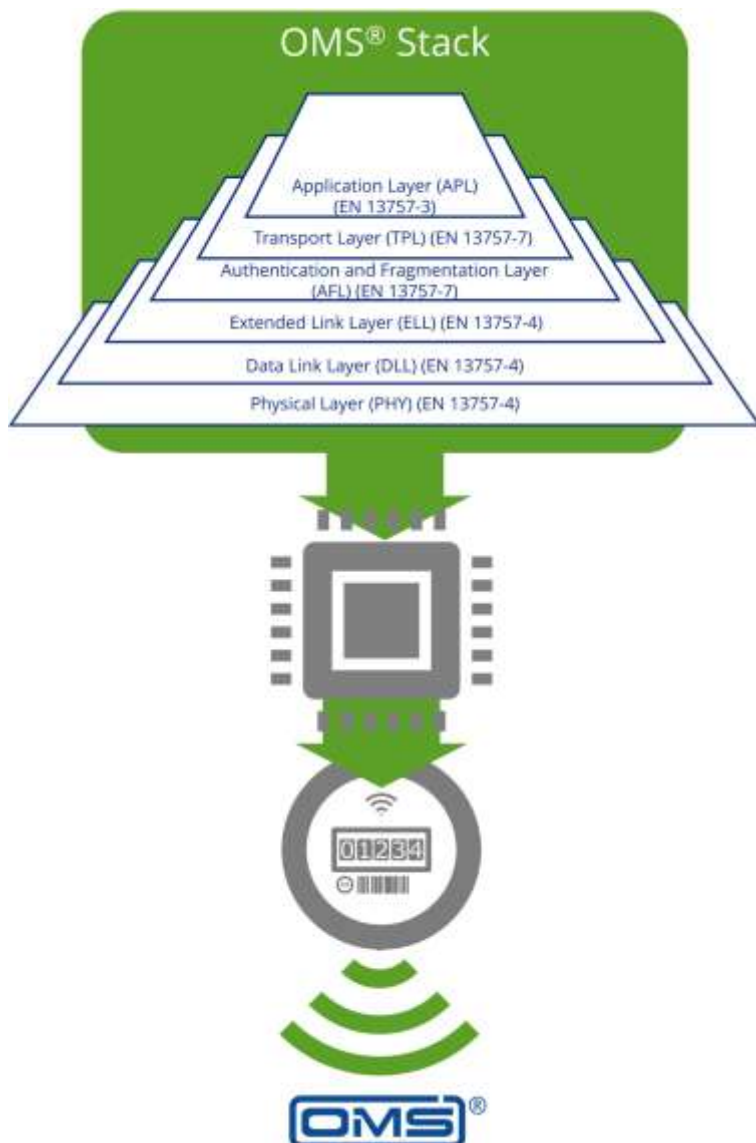 OMS® Stack
Application Layer (APL)
(EN 13757-3)
Transport Layer (TPL) (EN 13757-7)
Authentication and Fragmentation Layer
(AFL) (EN 13757-7)
Extended Link Layer (ELL) (EN 13757-4)
Data Link Layer (DLL) (EN 13757-4)
Physical Layer (PHY) (EN 13757-4)
01234
OMS®